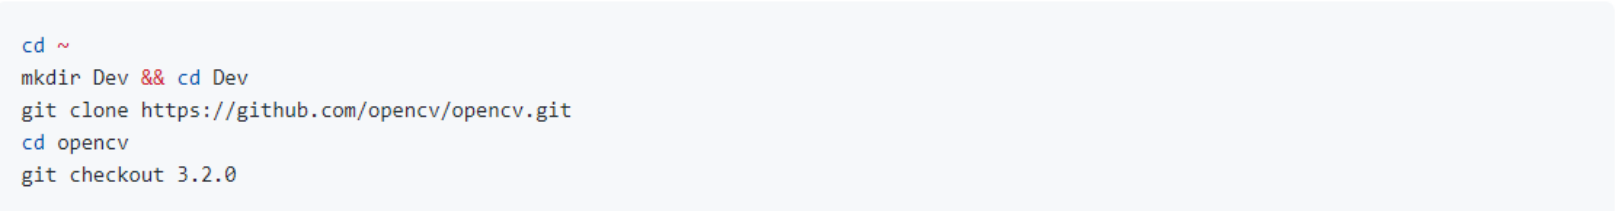 cd ~
mkdir Dev && cd Dev
git clone https://github.com/opencv/opencv.git
cd opencv
git checkout 3.2.0